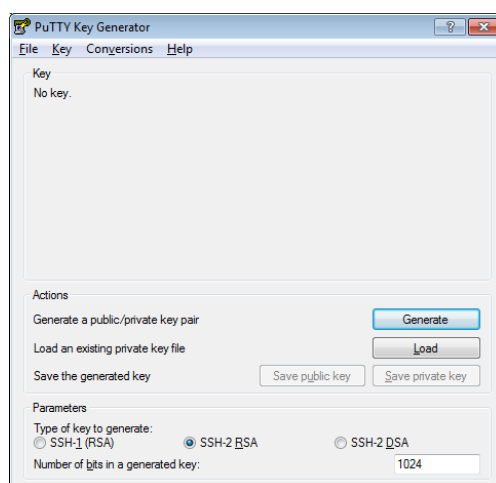 PuTTY Key Generator
File Key Conversions Help
Key
No key.
Actions
Generate a public/private key pair Generate
Load an existing private key file Load
Save the generated key Save public key Save private key
Parameters
Type of key to generate:
SSH-1 (RSA) SSH-2 RSA SSH-2 DSA
Number of bits in a generated key: 1024